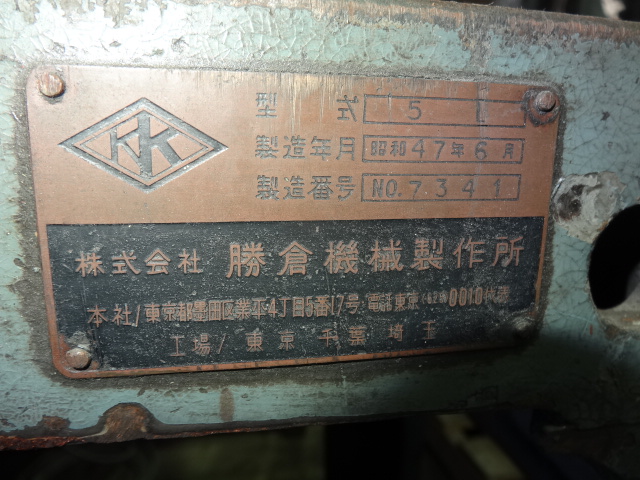 KK
型式 5 L
製造年月 昭和47年6月
製造番号 NO.7341
株式会社 勝倉機械製作所
本社/東京都墨田区業平4丁目5番17号 電話東京 0010
工場/東京 千葉 埼玉